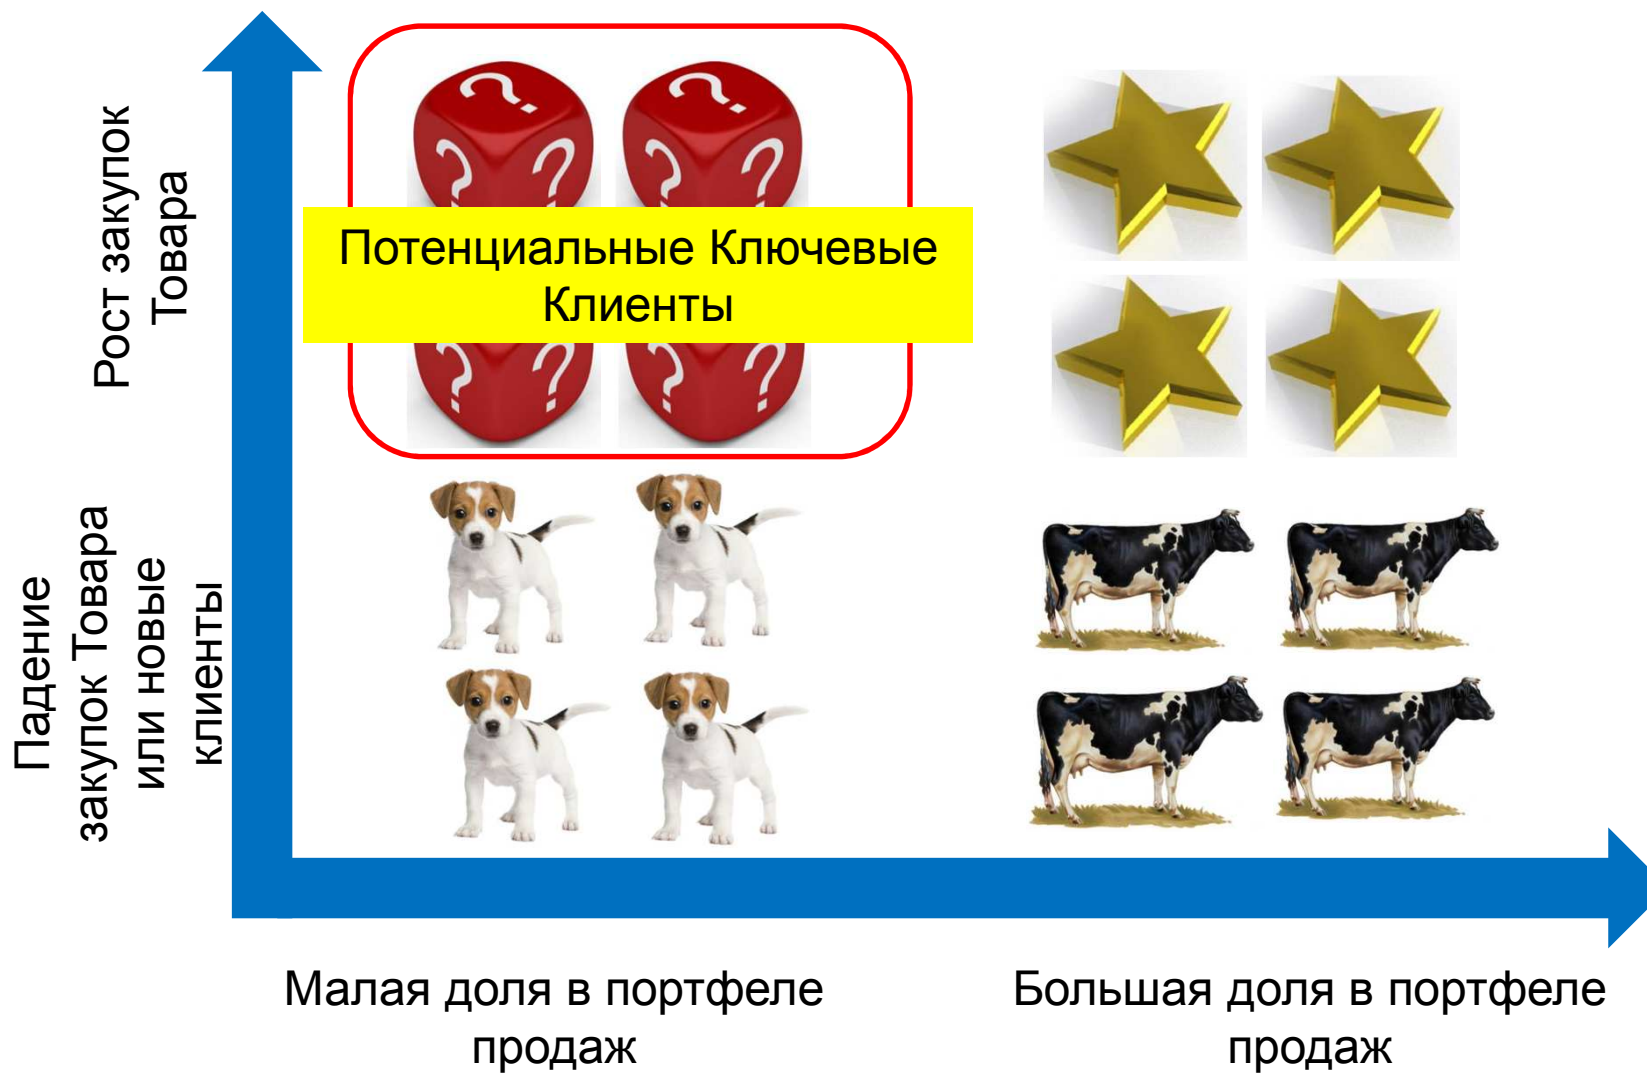 Рост закупок
Товара
Потенциальные Ключевые
Клиенты
Падение
закупок Товара
или новые
клиенты
Малая доля в портфеле
продаж
Большая доля в портфеле
продаж